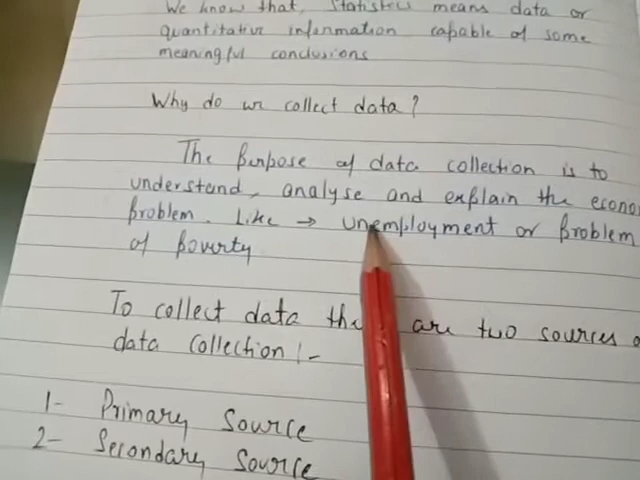 We know that, Statistics means data or
quantitative information capable of some
meaningful conclusions
Why do we collect data?
The Purpose of data collection is to
understand, analyse and explain the econo
Problem. Like → Unemployment or Problem
of Poverty
To collect data the are two sources o
data collection :-
1- Primary Source
2- Secondary Source